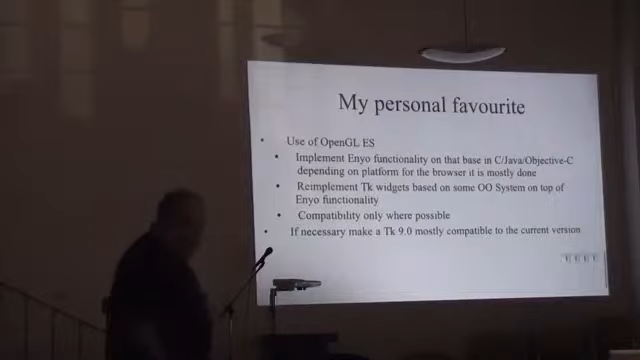 My personal favourite
• Use of OpenGL ES
• Implement Enyo functionality on that base in C/Java/Objective-C
depending on platform for the browser it is mostly done
• Reimplement Tk widgets based on some OO System on top of
Enyo functionality
• Compatibility only where possible
• If necessary make a Tk 9.0 mostly compatible to the current version